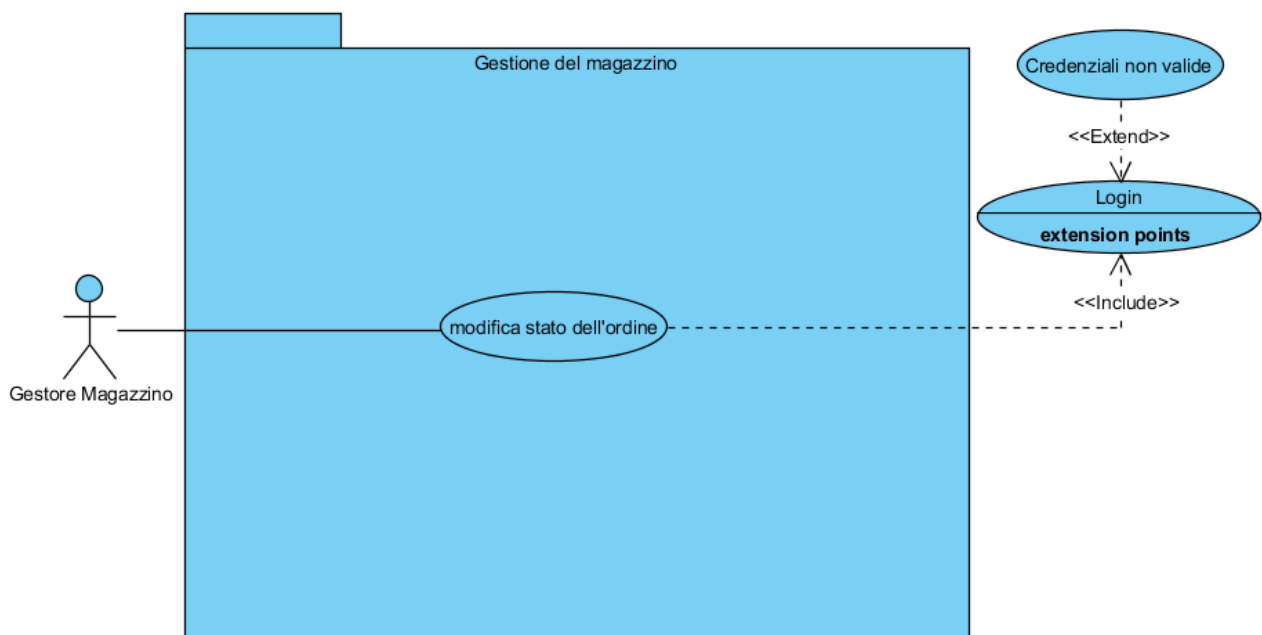 Gestione del magazzino
Credenziali non valide
<<Extend>>
Login
extension points
<<Include>>
modifica stato dell'ordine
Gestore Magazzino